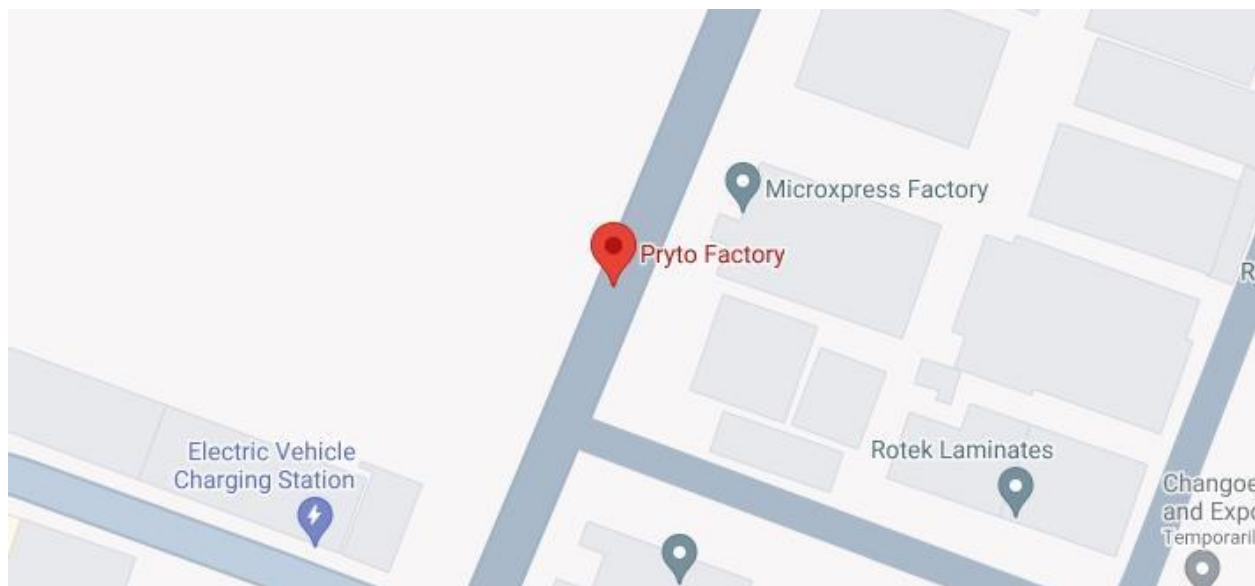 Microxpress Factory
Pryto Factory
R
Electric Vehicle
Charging Station
Rotek Laminates
Changoe
and Expo
Temporaril